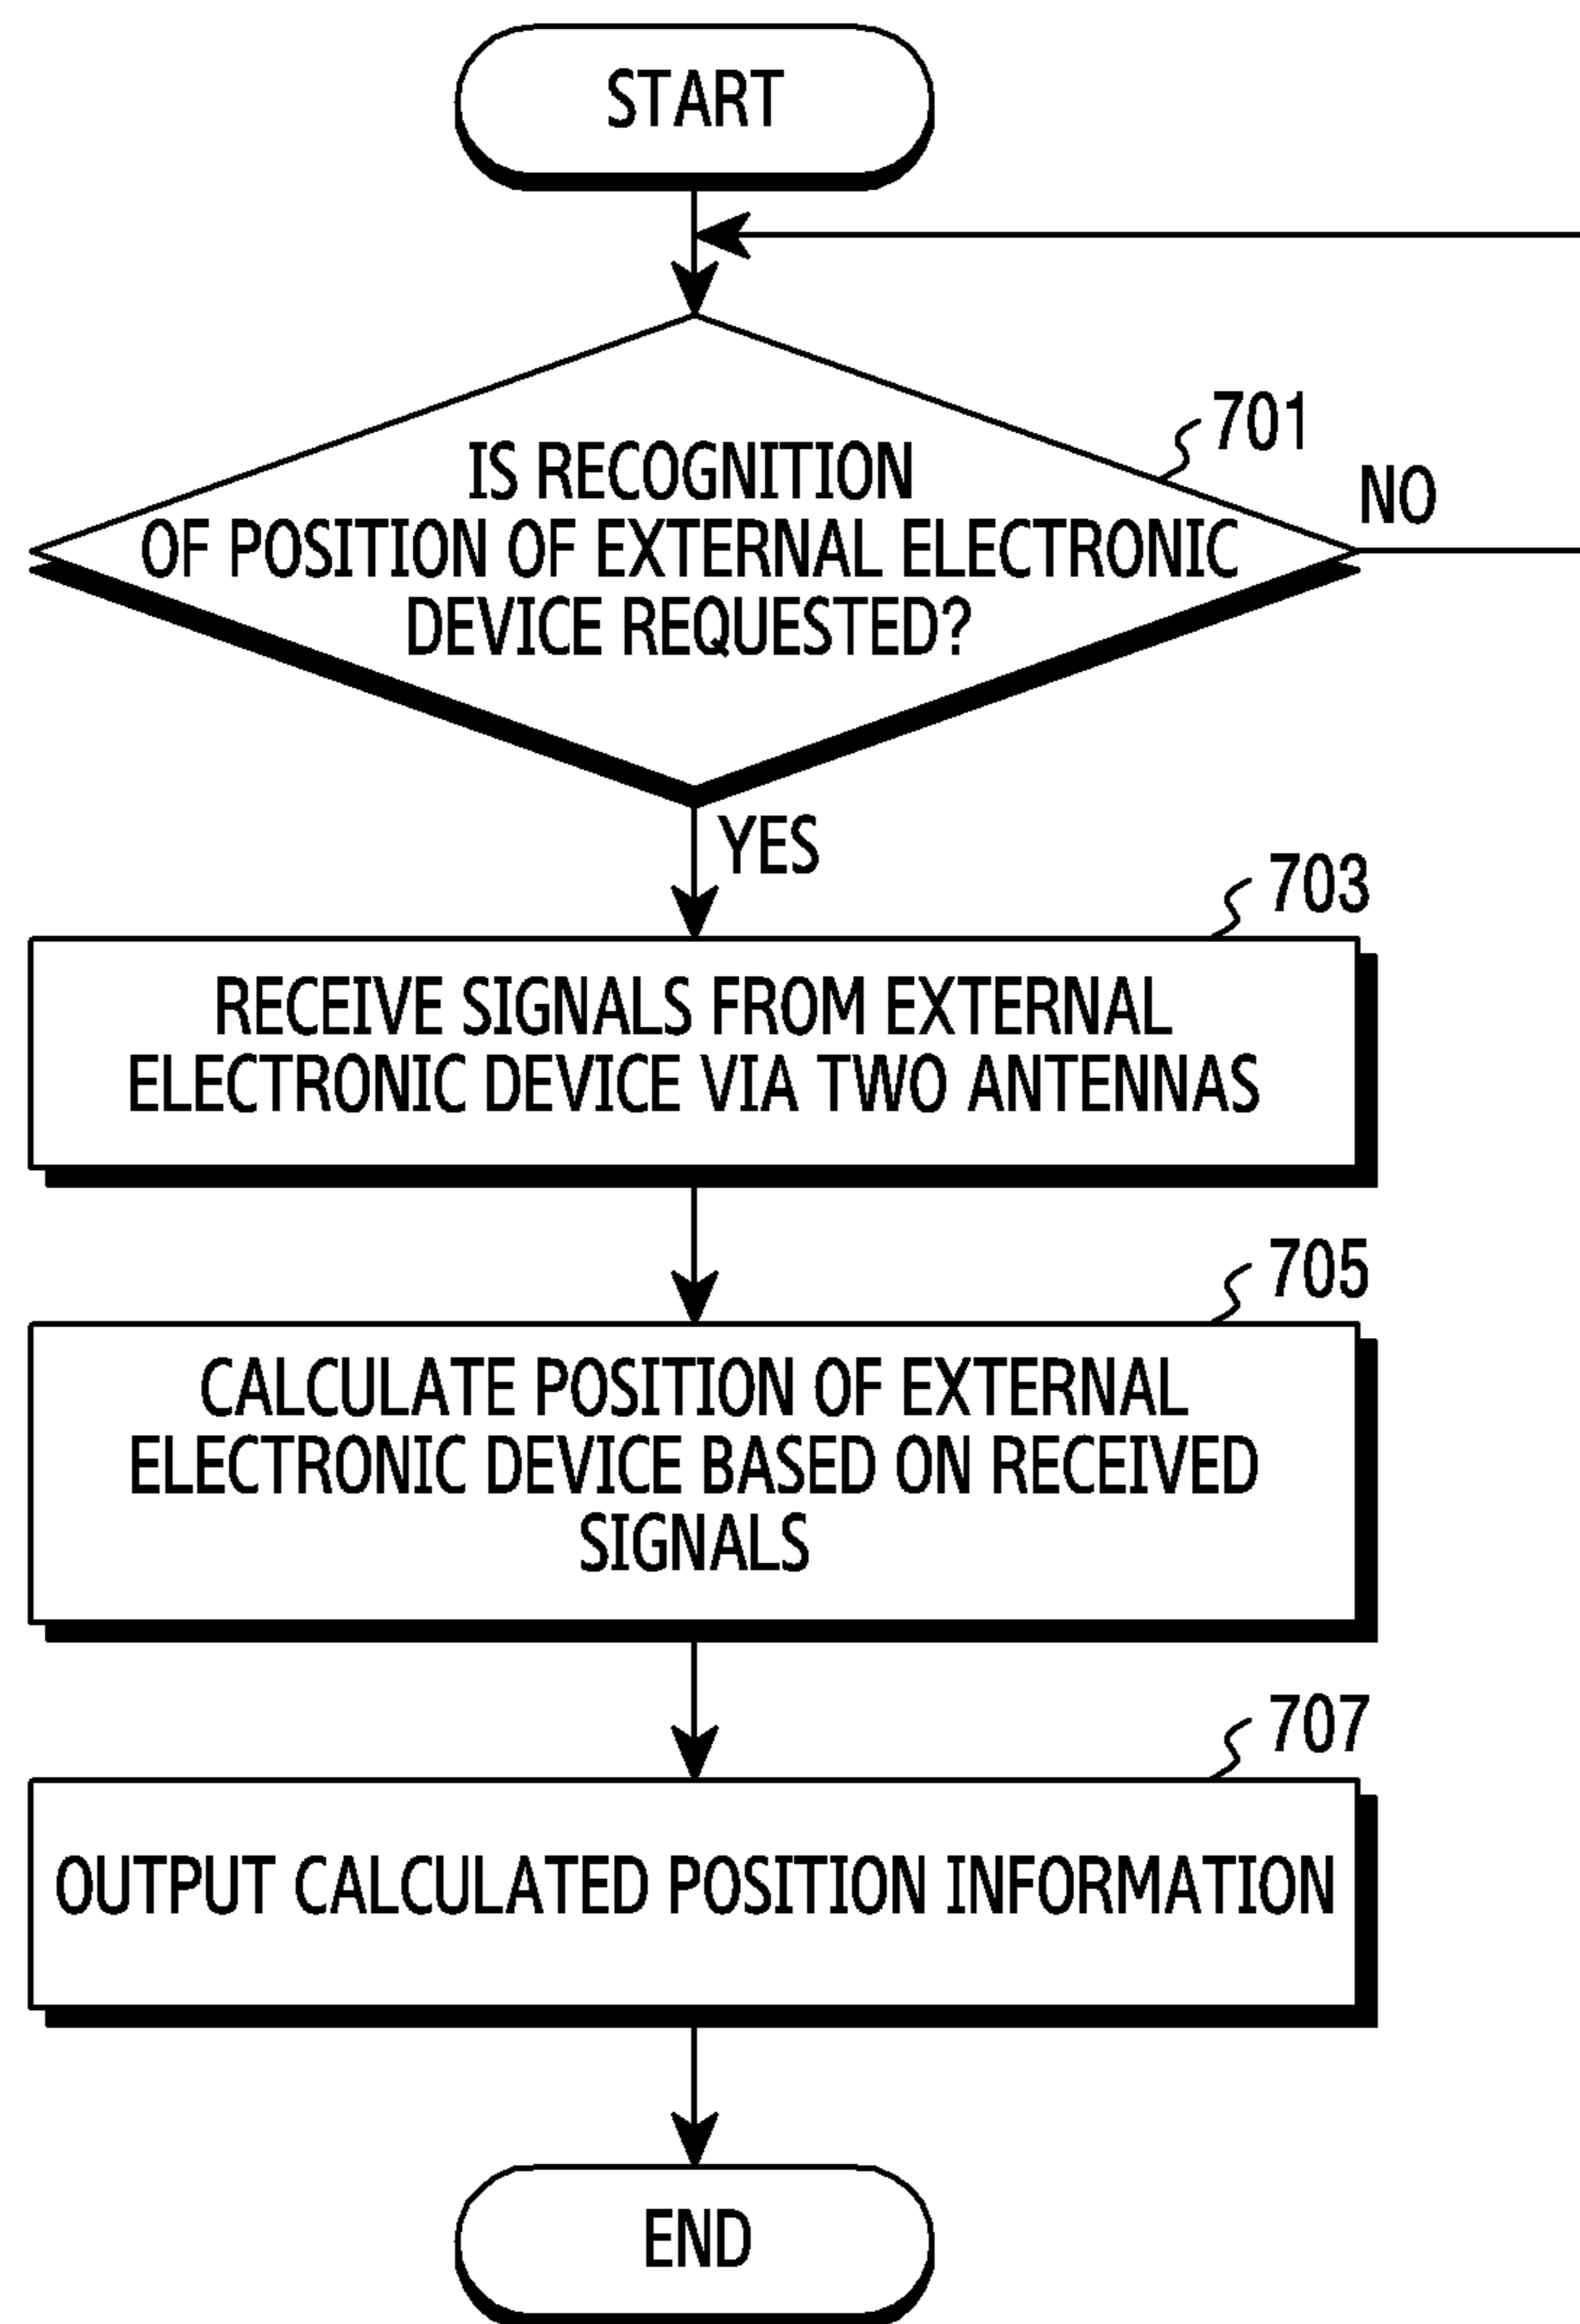 START
701
IS RECOGNITION
OF POSITION OF EXTERNAL ELECTRONIC
DEVICE REQUESTED?
NO
YES
703
RECEIVE SIGNALS FROM EXTERNAL
ELECTRONIC DEVICE VIA TWO ANTENNAS
705
CALCULATE POSITION OF EXTERNAL
ELECTRONIC DEVICE BASED ON RECEIVED
SIGNALS
707
OUTPUT CALCULATED POSITION INFORMATION
END